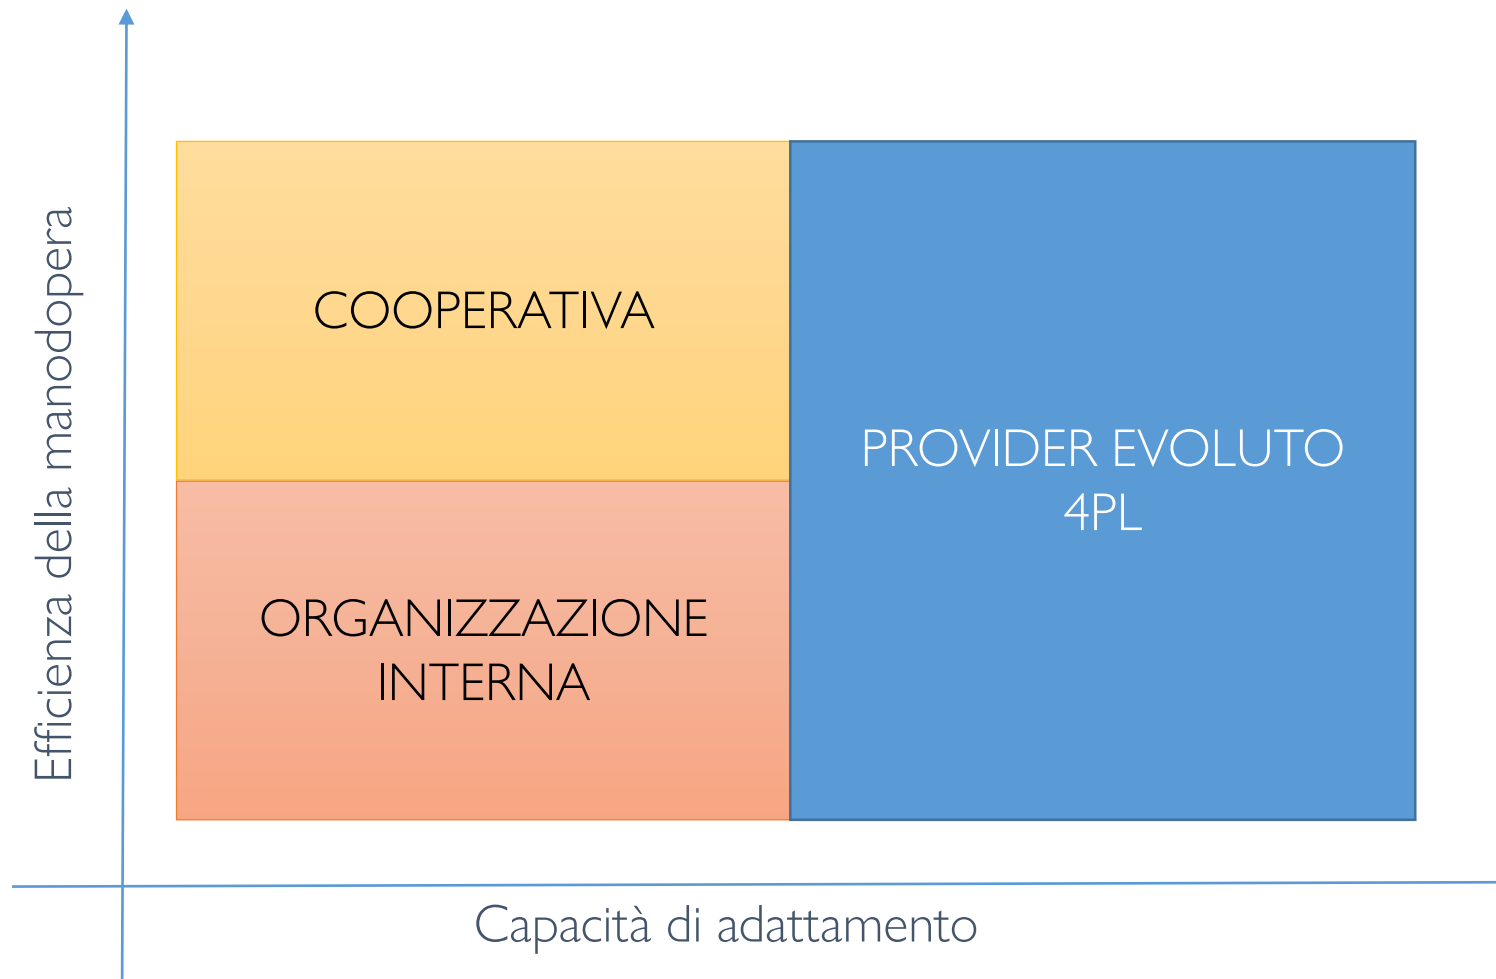 Efficienza della manodopera
COOPERATIVA
ORGANIZZAZIONE
INTERNA
PROVIDER EVOLUTO
4PL
Capacità di adattamento